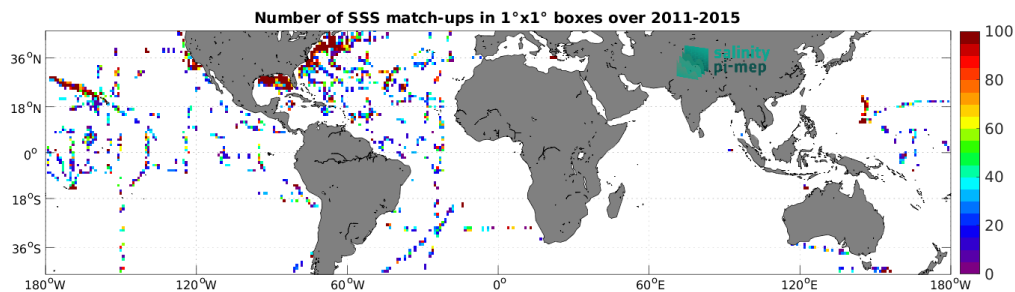 Number of SSS match-ups in 1°x1° boxes over 2011-2015
salinity
pi-mep
36°N
18°N
0°
18°S
36°S
180°W 120°W 60°W 0° 60°E 120°E 180°W
100
80
60
40
20
0